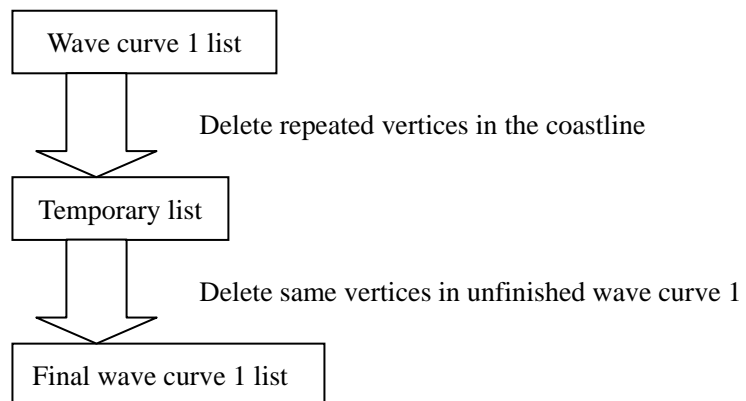 Wave curve 1 list
Delete repeated vertices in the coastline
Temporary list
Delete same vertices in unfinished wave curve 1
Final wave curve 1 list